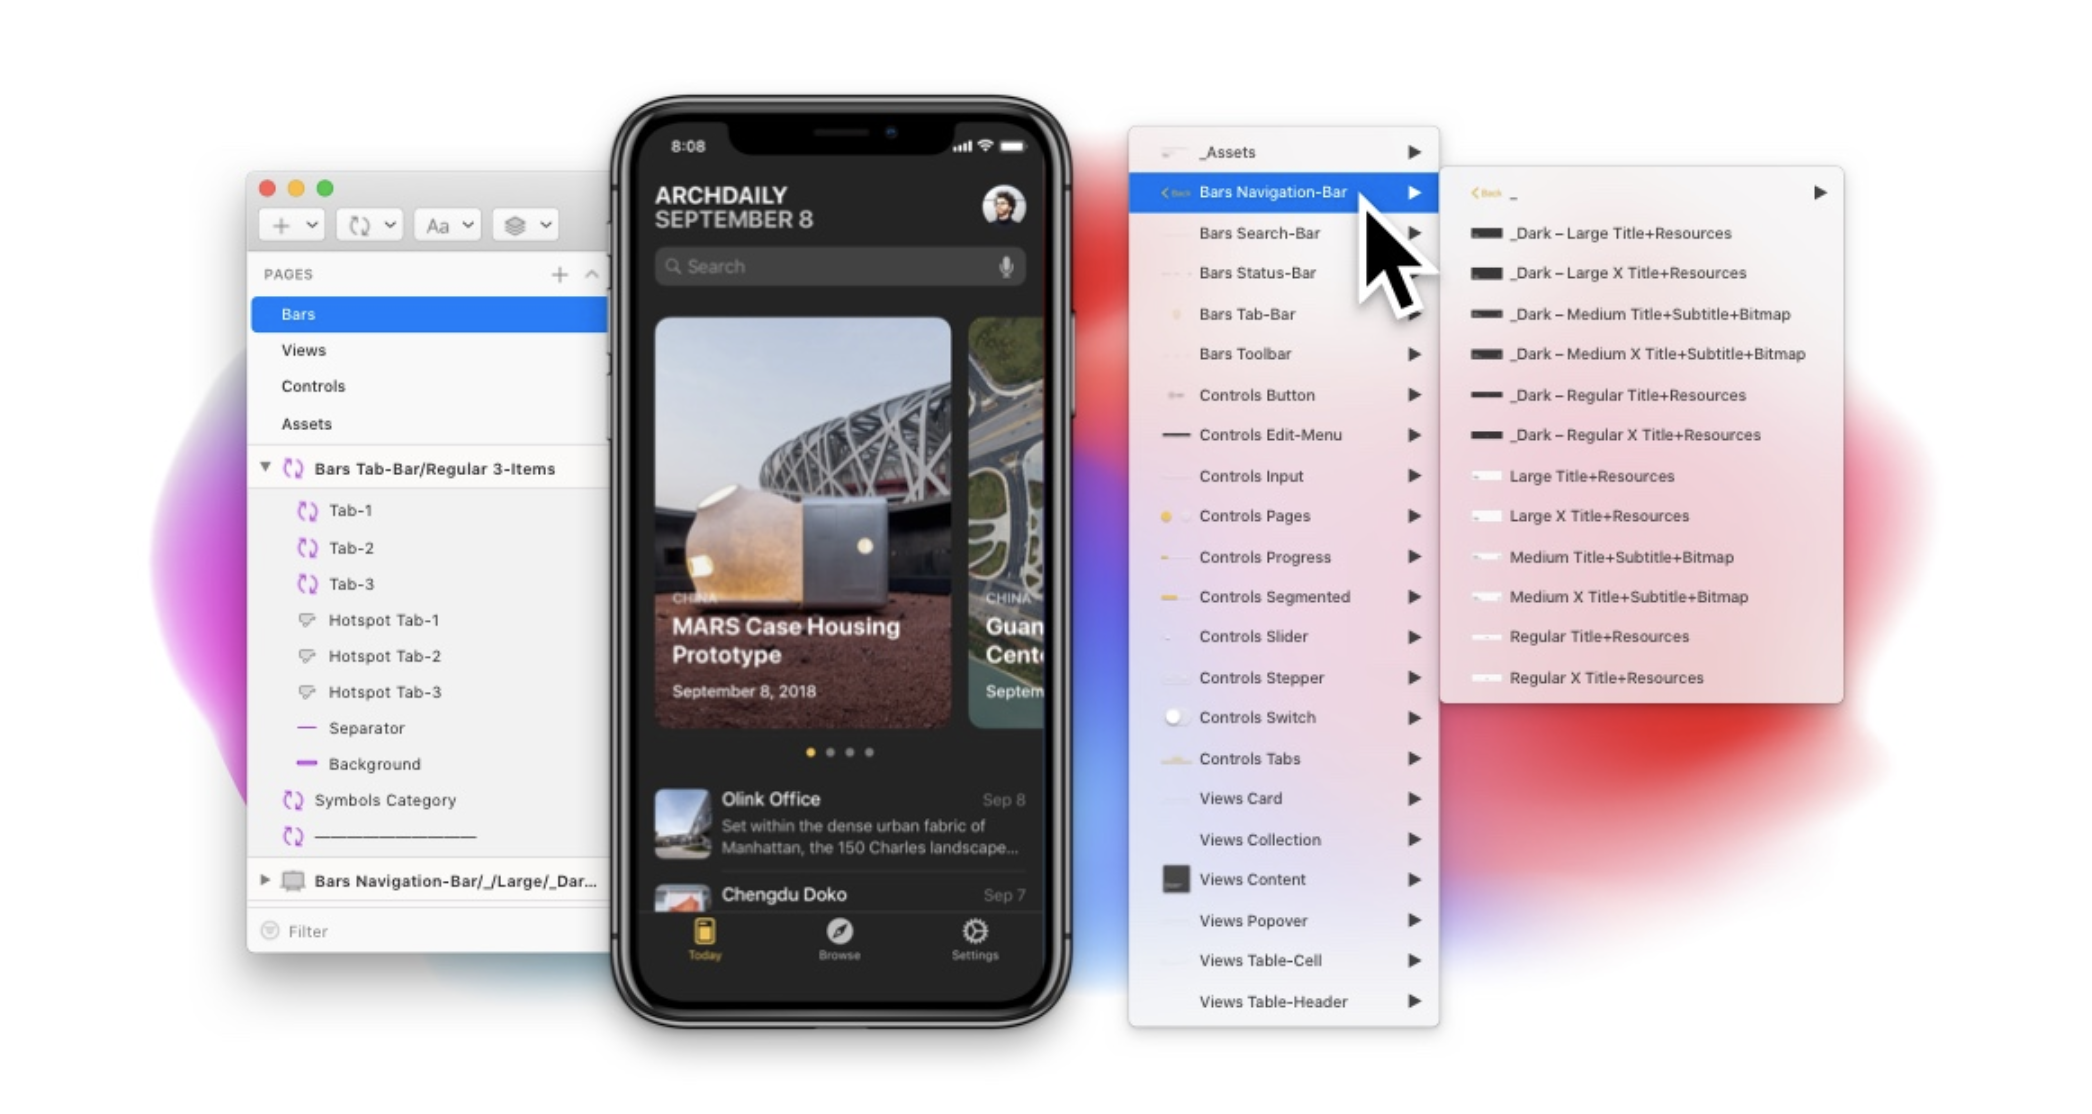 Aa
PAGES
Bars
Views
Controls
Assets
Bars Tab-Bar/Regular 3-Items
Tab-1
Tab-2
Tab-3
Hotspot Tab-1
Hotspot Tab-2
Hotspot Tab-3
Separator
Background
Symbols Category
———————————
Bars Navigation-Bar/_/Large/_Dar...
Filter
8:08
ARCHDAILY
SEPTEMBER 8
Search
CHINA
MARS Case Housing
Prototype
September 8, 2018
CHINA
Guan
Cent
Septem
Olink Office
Sep 8
Set within the dense urban fabric of
Manhattan, the 150 Charles landscape...
Chengdu Doko
Sep 7
Today
Browse
Settings
_Assets
Back Bars Navigation-Bar
Bars Search-Bar
Bars Status-Bar
Bars Tab-Bar
Bars Toolbar
Controls Button
Controls Edit-Menu
Controls Input
Controls Pages
Controls Progress
Controls Segmented
Controls Slider
Controls Stepper
Controls Switch
Controls Tabs
Views Card
Views Collection
Views Content
Views Popover
Views Table-Cell
Views Table-Header
Back _
_Dark – Large Title+Resources
_Dark – Large X Title+Resources
_Dark – Medium Title+Subtitle+Bitmap
_Dark – Medium X Title+Subtitle+Bitmap
_Dark – Regular Title+Resources
_Dark – Regular X Title+Resources
Large Title+Resources
Large X Title+Resources
Medium Title+Subtitle+Bitmap
Medium X Title+Subtitle+Bitmap
Regular Title+Resources
Regular X Title+Resources